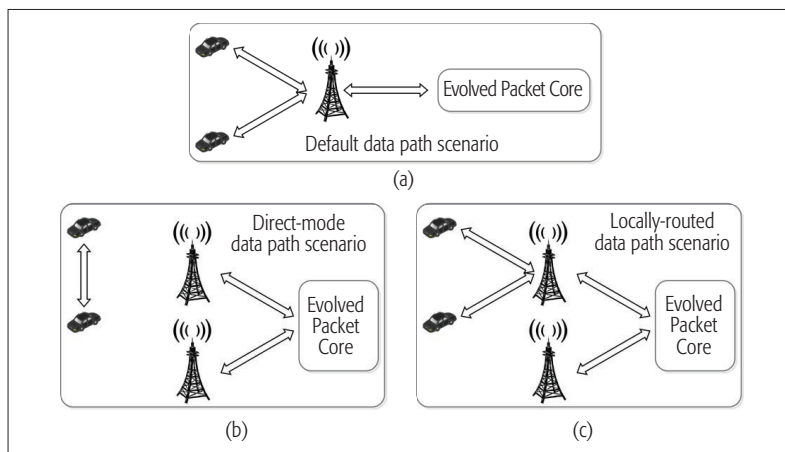 Evolved Packet Core
Default data path scenario
(a)
Direct-mode
data path scenario
Evolved
Packet
Core
(b)
Locally-routed
data path scenario
Evolved
Packet
Core
(c)